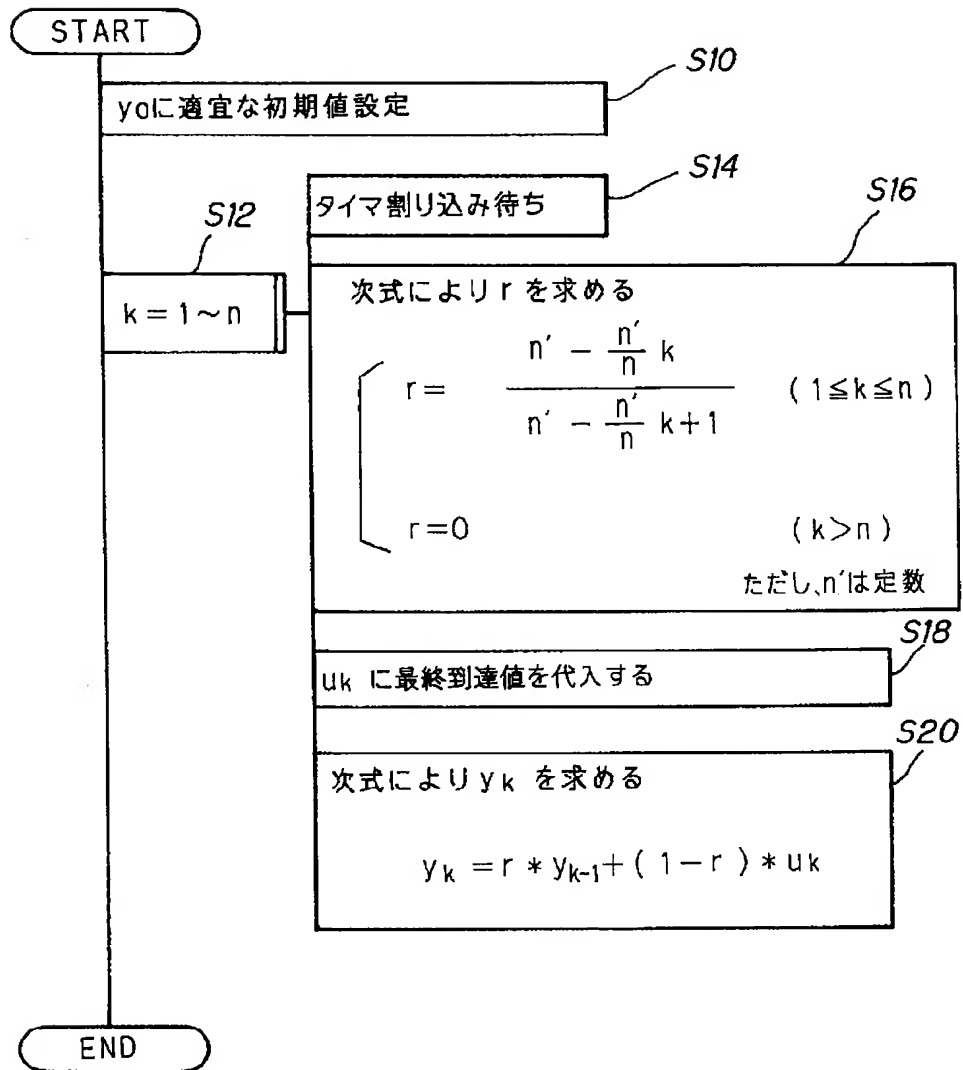 START
S10
y0に適宜な初期値設定
S14
タイマ割り込み待ち
S12
k=1~n
S16
次式によりrを求める
r= (n′ - n′/n k) / (n′ - n′/n k+1) (1≦k≦n)
r=0 (k>n)
ただし、n′は定数
S18
uk に最終到達値を代入する
S20
次式によりyk を求める
yk =r*yk-1+(1-r)*uk
END